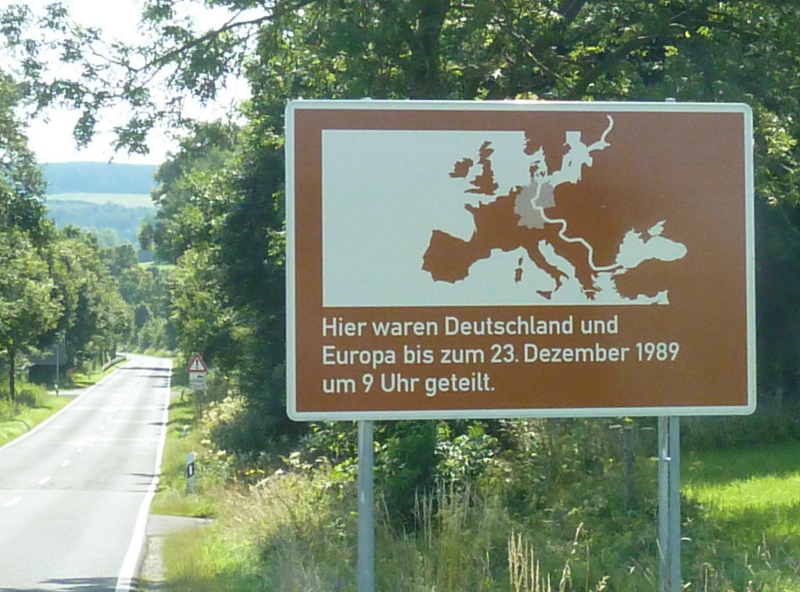 Hier waren Deutschland und
Europa bis zum 23. Dezember 1989
um 9 Uhr geteilt.